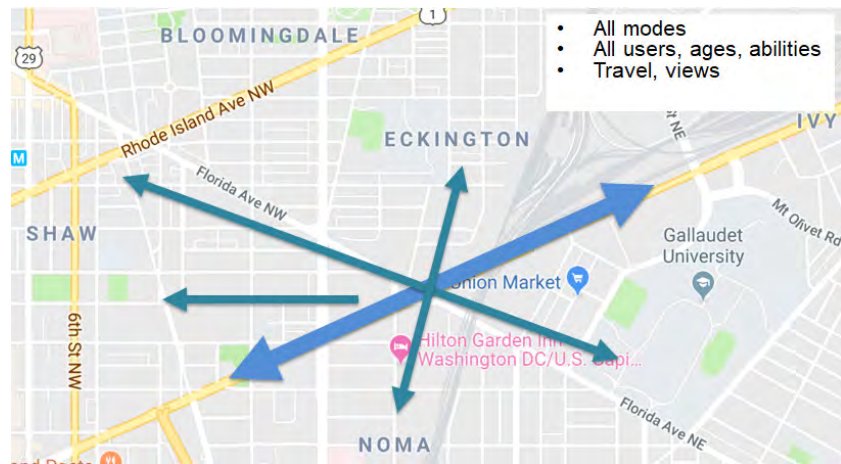 1
BLOOMINGDALE
29
• All modes
• All users, ages, abilities
• Travel, views
Rhode Island Ave NW
ECKINGTON
St NE
IVY
M
Florida Ave NW
SHAW
Mt Olivet Rd
Gallaudet
University
Union Market
6th St NW
Hilton Garden Inn
Washington DC/U.S. Capi...
Florida Ave NE
NOMA